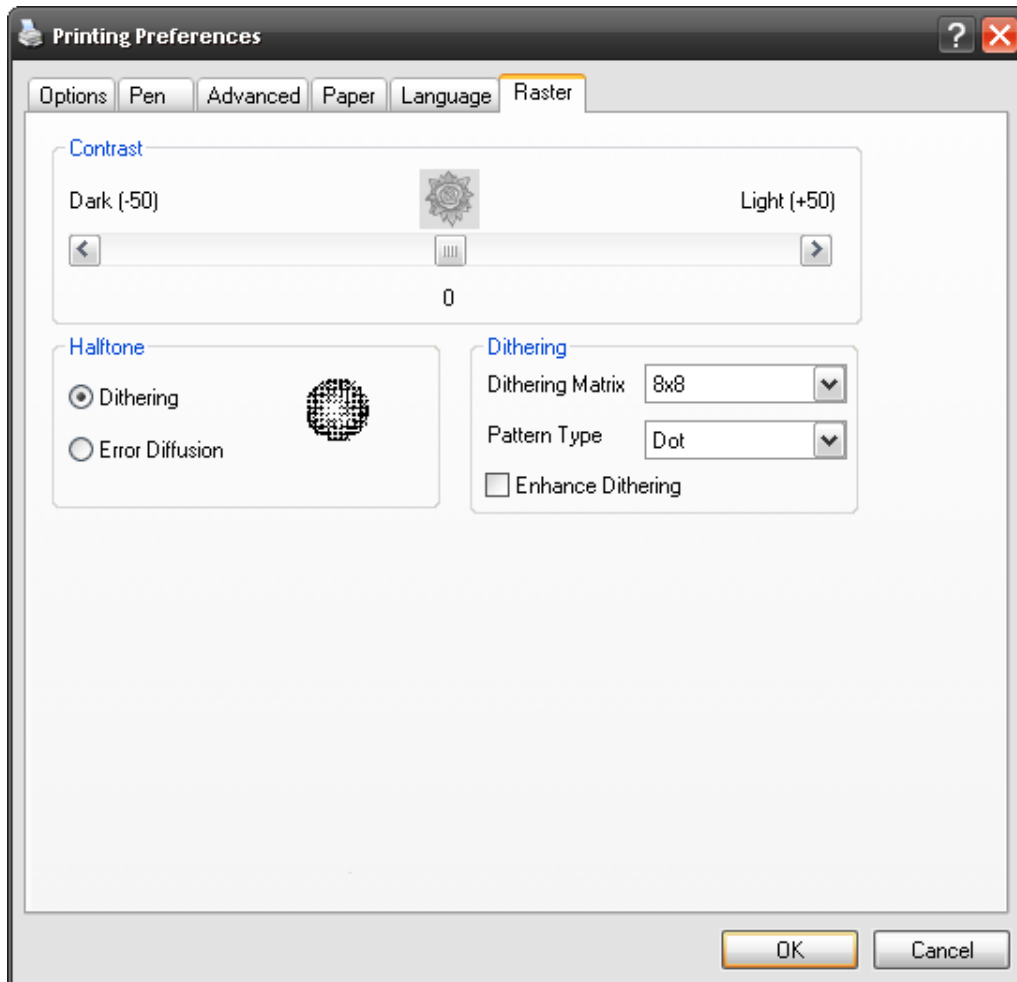 Printing Preferences
Options Pen Advanced Paper Language Raster
Contrast
Dark (-50) Light (+50)
0
Halftone
Dithering
Error Diffusion
Dithering
Dithering Matrix 8x8
Pattern Type Dot
Enhance Dithering
OK Cancel